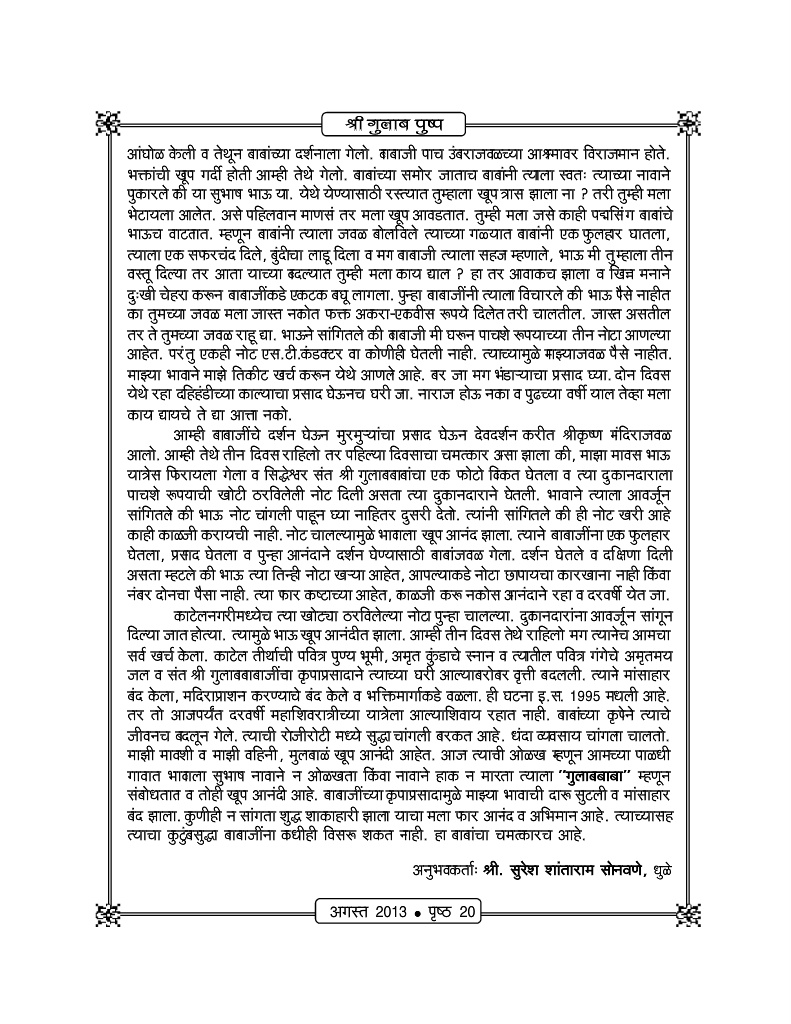 श्री गुलाब पुष्प
आंघोळ केली व तेथून बाबांच्या दर्शनाला गेलो. बाबाजी पाच उंबराजवळच्या आश्रमावर विराजमान होते.
भक्तांची खूप गर्दी होती आम्ही तेथे गेलो. बाबांच्या समोर जाताच बाबांनी त्याला स्वतः त्याच्या नावाने
पुकारले की या सुभाष भाऊ या. येथे येण्यासाठी रस्त्यात तुम्हाला खूप त्रास झाला ना ? तरी तुम्ही मला
भेटायला आलेत. असे पहिलवान माणसं तर मला खूप आवडतात. तुम्ही मला जसे काही पद्मसिंग बाबांचे
भाऊच वाटतात. म्हणून बाबांनी त्याला जवळ बोलविले त्याच्या गळ्यात बाबांनी एक फुलहार घातला,
त्याला एक सफरचंद दिले, बुंदीचा लाडू दिला व मग बाबाजी त्याला सहज म्हणाले, भाऊ मी तुम्हाला तीन
वस्तू दिल्या तर आता याच्या बदल्यात तुम्ही मला काय द्याल ? हा तर आवाकच झाला व खिन्न मनाने
दुःखी चेहरा करून बाबाजींकडे एकटक बघू लागला. पुन्हा बाबाजींनी त्याला विचारले की भाऊ पैसे नाहीत
का तुमच्या जवळ मला जास्त नकोत फक्त अकरा-एकवीस रूपये दिलेत तरी चालतील. जास्त असतील
तर ते तुमच्या जवळ राहू द्या. भाऊने सांगितले की बाबाजी मी घरून पाचशे रूपयाच्या तीन नोटा आणल्या
आहेत. परंतु एकही नोट एस.टी.कंडक्टर वा कोणीही घेतली नाही. त्याच्यामुळे माझ्याजवळ पैसे नाहीत.
माझ्या भावाने माझे तिकीट खर्च करून येथे आणले आहे. बर जा मग भंडाऱ्याचा प्रसाद घ्या. दोन दिवस
येथे रहा दहिहंडीच्या काल्याचा प्रसाद घेऊनच घरी जा. नाराज होऊ नका व पुढच्या वर्षी याल तेव्हा मला
काय द्यायचे ते द्या आत्ता नको.
आम्ही बाबाजींचे दर्शन घेऊन मुरमुऱ्यांचा प्रसाद घेऊन देवदर्शन करीत श्रीकृष्ण मंदिराजवळ
आलो. आम्ही तेथे तीन दिवस राहिलो तर पहिल्या दिवसाचा चमत्कार असा झाला की, माझा मावस भाऊ
यात्रेस फिरायला गेला व सिद्धेश्वर संत श्री गुलाबबाबांचा एक फोटो विकत घेतला व त्या दुकानदाराला
पाचशे रूपयाची खोटी ठरविलेली नोट दिली असता त्या दुकानदाराने घेतली. भावाने त्याला आवर्जून
सांगितले की भाऊ नोट चांगली पाहून घ्या नाहितर दुसरी देतो. त्यांनी सांगितले की ही नोट खरी आहे
काही काळजी करायची नाही. नोट चालल्यामुळे भावाला खूप आनंद झाला. त्याने बाबाजींना एक फुलहार
घेतला, प्रसाद घेतला व पुन्हा आनंदाने दर्शन घेण्यासाठी बाबांजवळ गेला. दर्शन घेतले व दक्षिणा दिली
असता म्हटले की भाऊ त्या तिन्ही नोटा खऱ्या आहेत, आपल्याकडे नोटा छापायचा कारखाना नाही किंवा
नंबर दोनचा पैसा नाही. त्या फार कष्टाच्या आहेत, काळजी करू नकोस आनंदाने रहा व दरवर्षी येत जा.
काटेलनगरीमध्येच त्या खोट्या ठरविलेल्या नोटा पुन्हा चालल्या. दुकानदारांना आवर्जून सांगून
दिल्या जात होत्या. त्यामुळे भाऊ खूप आनंदीत झाला. आम्ही तीन दिवस तेथे राहिलो मग त्यानेच आमचा
सर्व खर्च केला. काटेल तीर्थाची पवित्र पुण्य भूमी, अमृत कुंडाचे स्नान व त्यातील पवित्र गंगेचे अमृतमय
जल व संत श्री गुलाबबाबाजींचा कृपाप्रसादाने त्याच्या घरी आल्याबरोबर वृत्ती बदलली. त्याने मांसाहार
बंद केला, मदिराप्राशन करण्याचे बंद केले व भक्तिमार्गाकडे वळला. ही घटना इ.स. 1995 मधली आहे.
तर तो आजपर्यंत दरवर्षी महाशिवरात्रीच्या यात्रेला आल्याशिवाय रहात नाही. बाबांच्या कृपेने त्याचे
जीवनच बदलून गेले. त्याची रोजीरोटी मध्ये सुद्धा चांगली बरकत आहे. धंदा व्यवसाय चांगला चालतो.
माझी मावशी व माझी वहिनी, मुलबाळं खूप आनंदी आहेत. आज त्याची ओळख म्हणून आमच्या पाळधी
गावात भावाला सुभाष नावाने न ओळखता किंवा नावाने हाक न मारता त्याला "गुलाबबाबा" म्हणून
संबोधतात व तोही खूप आनंदी आहे. बाबाजींच्या कृपाप्रसादामुळे माझ्या भावाची दारू सुटली व मांसाहार
बंद झाला. कुणीही न सांगता शुद्ध शाकाहारी झाला याचा मला फार आनंद व अभिमान आहे. त्याच्यासह
त्याचा कुटुंबसुद्धा बाबाजींना कधीही विसरू शकत नाही. हा बाबांचा चमत्कारच आहे.
अनुभवकर्ताः श्री. सुरेश शांताराम सोनवणे, धुळे
अगस्त 2013 ● पृष्ठ 20